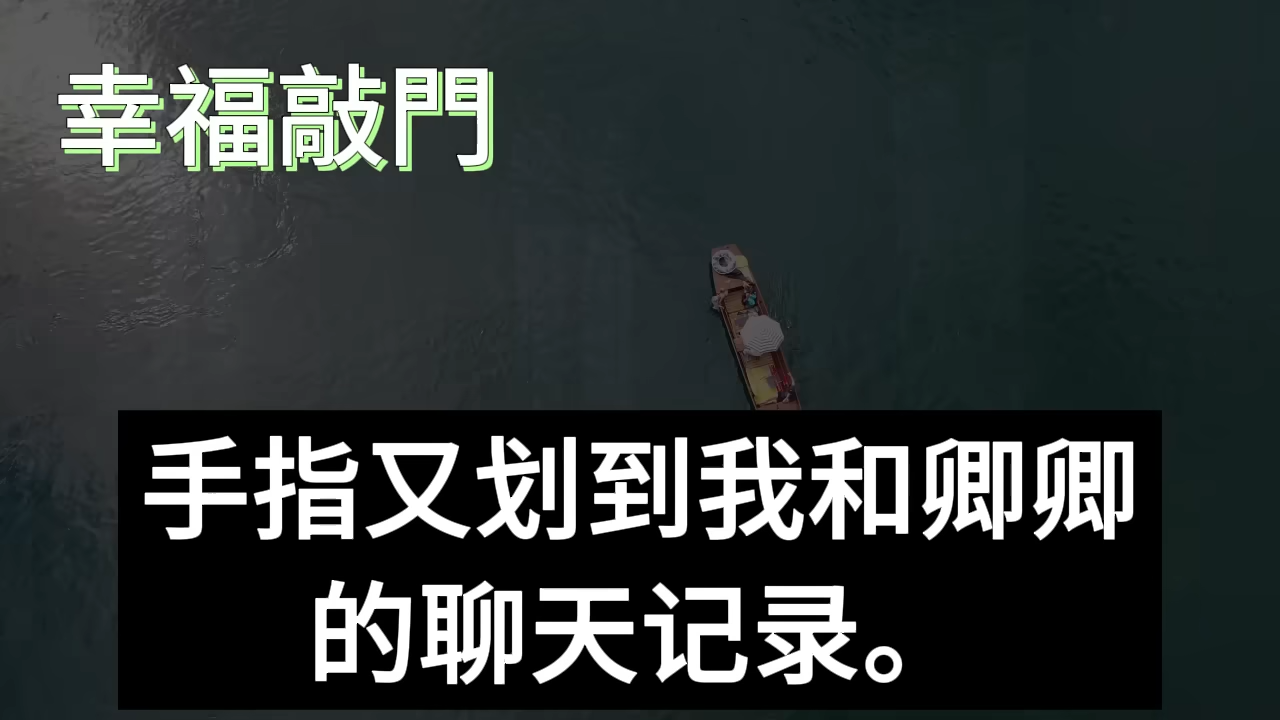 幸福敲門
手指又划到我和卿卿
的聊天记录。